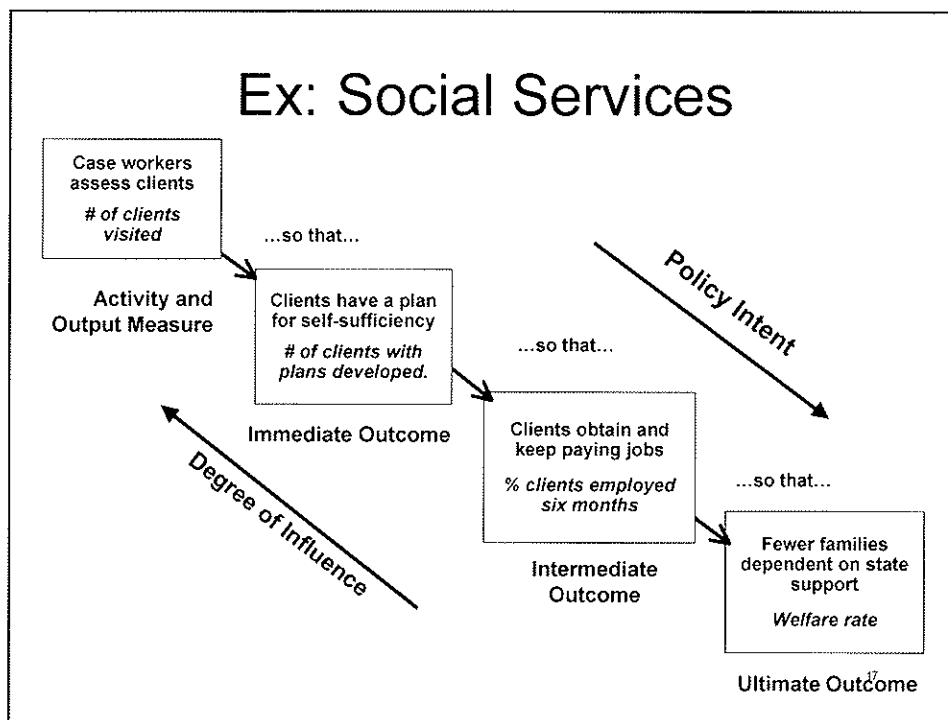 Ex: Social Services
Case workers
assess clients
# of clients
visited
...so that...
Activity and
Output Measure
Clients have a plan
for self-sufficiency
# of clients with
plans developed.
Immediate Outcome
...so that...
Policy Intent
Clients obtain and
keep paying jobs
% clients employed
six months
Intermediate
Outcome
Degree of Influence
...so that...
Fewer families
dependent on state
support
Welfare rate
Ultimate Outcome
17